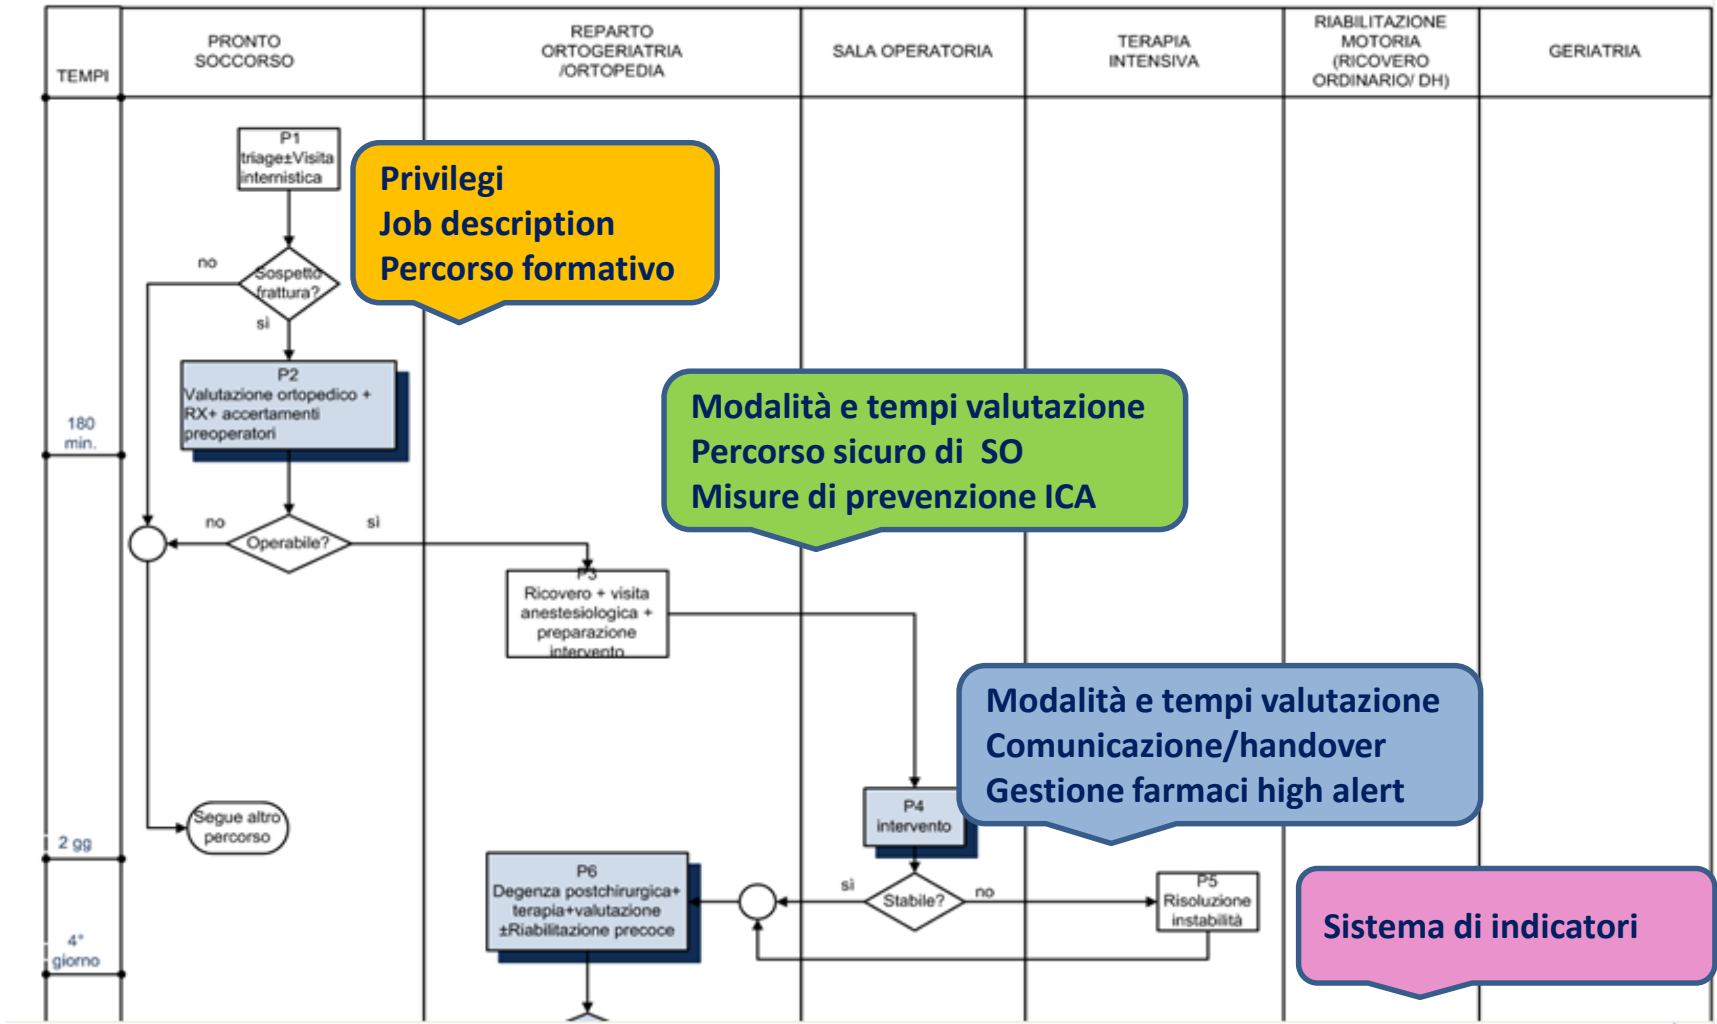 TEMPI
PRONTO
SOCCORSO
REPARTO
ORTOGERIATRIA
/ORTOPEDIA
SALA OPERATORIA
TERAPIA
INTENSIVA
RIABILITAZIONE
MOTORIA
(RICOVERO
ORDINARIO/ DH)
GERIATRIA
P1
triage±Visita
internistica
Privilegi
Job description
Percorso formativo
no
Sospetto
frattura?
sì
P2
Valutazione ortopedico +
RX+ accertamenti
preoperatori
180
min.
Modalità e tempi valutazione
Percorso sicuro di  SO
Misure di prevenzione ICA
no
Operabile?
sì
P3
Ricovero + visita
anestesiologica +
preparazione
intervento
Modalità e tempi valutazione
Comunicazione/handover
Gestione farmaci high alert
P4
intervento
Segue altro
percorso
2 gg
P6
Degenza postchirurgica+
terapia+valutazione
±Riabilitazione precoce
sì
Stabile?
no
P5
Risoluzione
instabilità
Sistema di indicatori
4°
giorno